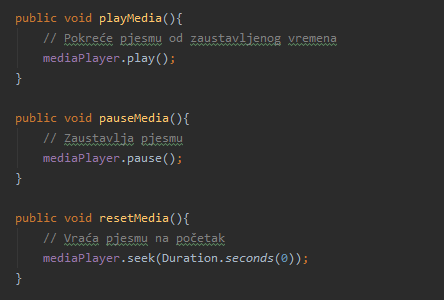 public void playMedia(){
// Pokreće pjesmu od zaustavljenog vremena
mediaPlayer.play();
}
public void pauseMedia(){
// Zaustavlja pjesmu
mediaPlayer.pause();
}
public void resetMedia(){
// Vraća pjesmu na početak
mediaPlayer.seek(Duration.seconds(0));
}